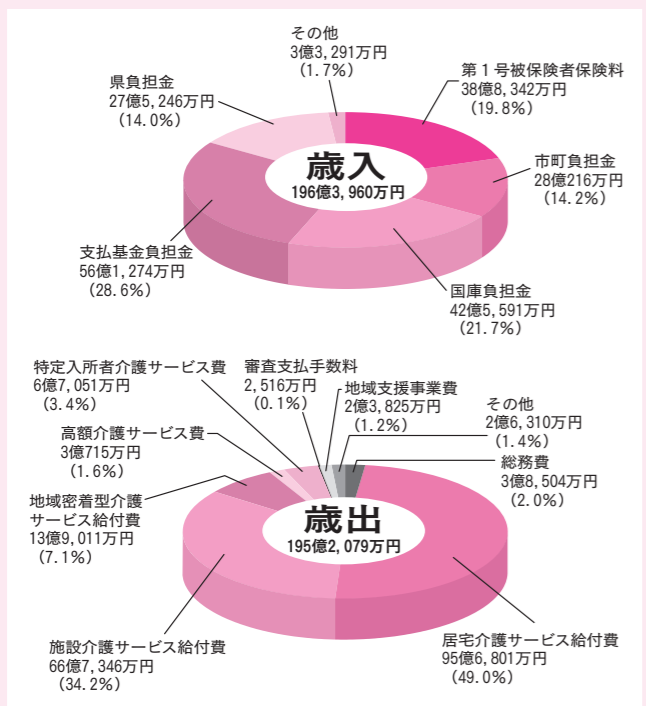 その他
3億3,291万円
(1.7%)
第1号被保険者保険料
38億8,342万円
(19.8%)
県負担金
27億5,246万円
(14.0%)
市町負担金
28億216万円
(14.2%)
歳入
196億3,960万円
支払基金負担金
56億1,274万円
(28.6%)
国庫負担金
42億5,591万円
(21.7%)
特定入所者介護サービス費
6億7,051万円
(3.4%)
審査支払手数料
2,516万円
(0.1%)
地域支援事業費
2億3,825万円
(1.2%)
その他
2億6,310万円
(1.4%)
高額介護サービス費
3億715万円
(1.6%)
総務費
3億8,504万円
(2.0%)
地域密着型介護
サービス給付費
13億9,011万円
(7.1%)
歳出
195億2,079万円
施設介護サービス給付費
66億7,346万円
(34.2%)
居宅介護サービス給付費
95億6,801万円
(49.0%)